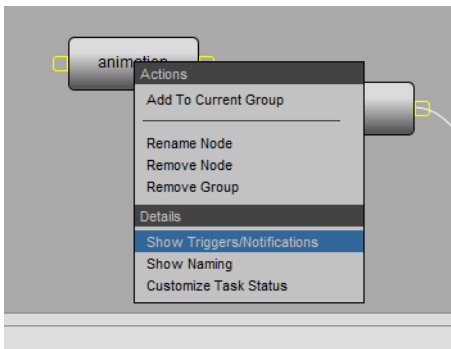 Actions
Add To Current Group
Rename Node
Remove Node
Remove Group
Details
Show Triggers/Notifications
Show Naming
Customize Task Status